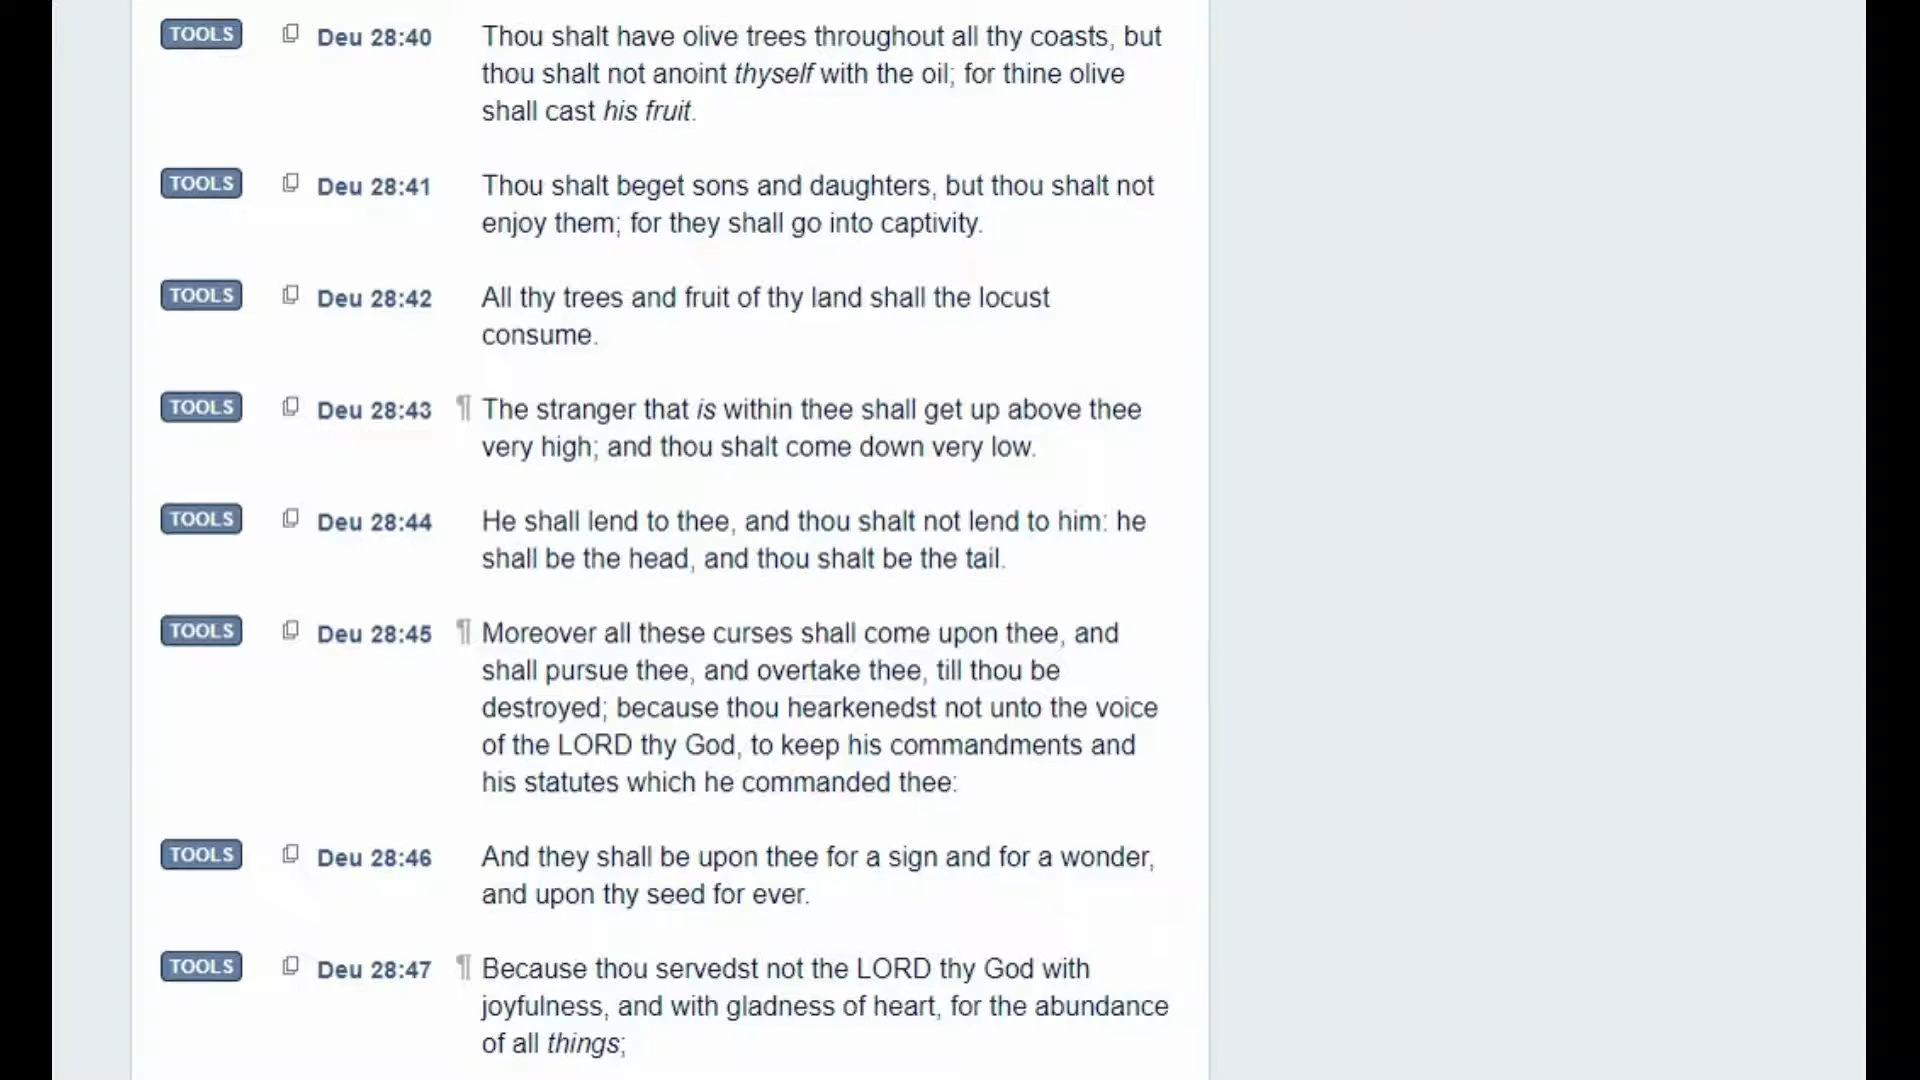 TOOLS Deu 28:40 Thou shalt have olive trees throughout all thy coasts, but
thou shalt not anoint thyself with the oil; for thine olive
shall cast his fruit.
TOOLS Deu 28:41 Thou shalt beget sons and daughters, but thou shalt not
enjoy them; for they shall go into captivity.
TOOLS Deu 28:42 All thy trees and fruit of thy land shall the locust
consume.
TOOLS Deu 28:43 ¶ The stranger that is within thee shall get up above thee
very high; and thou shalt come down very low.
TOOLS Deu 28:44 He shall lend to thee, and thou shalt not lend to him: he
shall be the head, and thou shalt be the tail.
TOOLS Deu 28:45 ¶ Moreover all these curses shall come upon thee, and
shall pursue thee, and overtake thee, till thou be
destroyed; because thou hearkenedst not unto the voice
of the LORD thy God, to keep his commandments and
his statutes which he commanded thee:
TOOLS Deu 28:46 And they shall be upon thee for a sign and for a wonder,
and upon thy seed for ever.
TOOLS Deu 28:47 ¶ Because thou servedst not the LORD thy God with
joyfulness, and with gladness of heart, for the abundance
of all things;